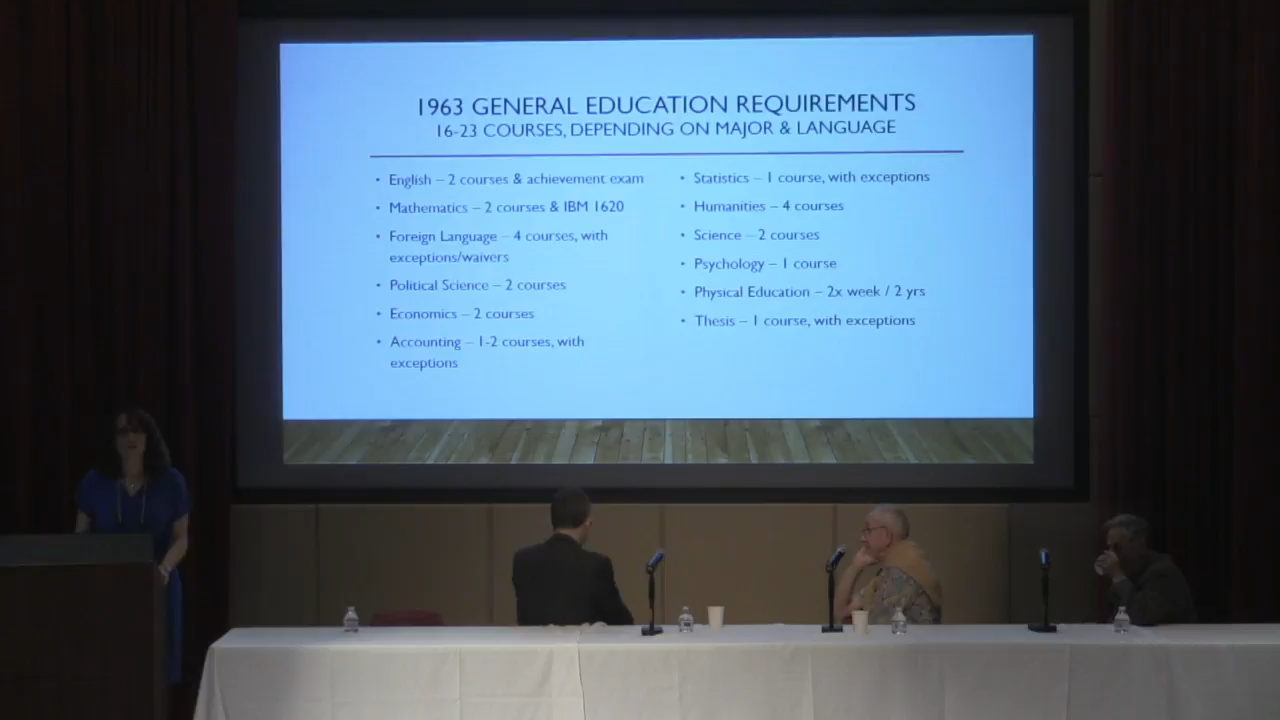 1963 GENERAL EDUCATION REQUIREMENTS
16-23 COURSES, DEPENDING ON MAJOR & LANGUAGE
• English – 2 courses & achievement exam
• Mathematics – 2 courses & IBM 1620
• Foreign Language – 4 courses, with
exceptions/waivers
• Political Science – 2 courses
• Economics – 2 courses
• Accounting – 1-2 courses, with
exceptions
• Statistics – 1 course, with exceptions
• Humanities – 4 courses
• Science – 2 courses
• Psychology – 1 course
• Physical Education – 2x week / 2 yrs
• Thesis – 1 course, with exceptions